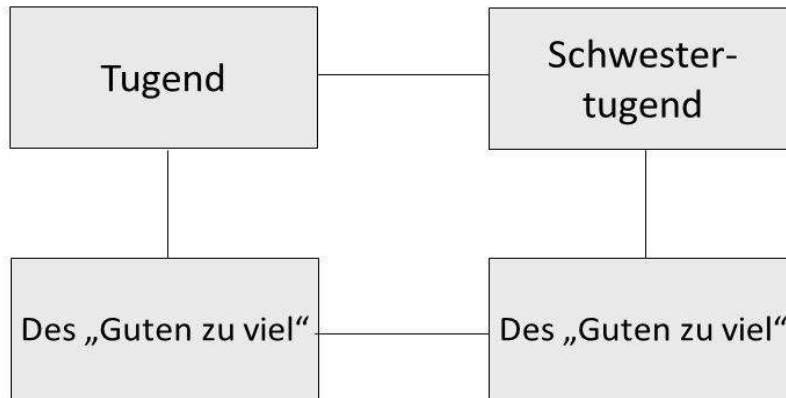 Tugend
Schwester-
tugend
Des „Guten zu viel“
Des „Guten zu viel“